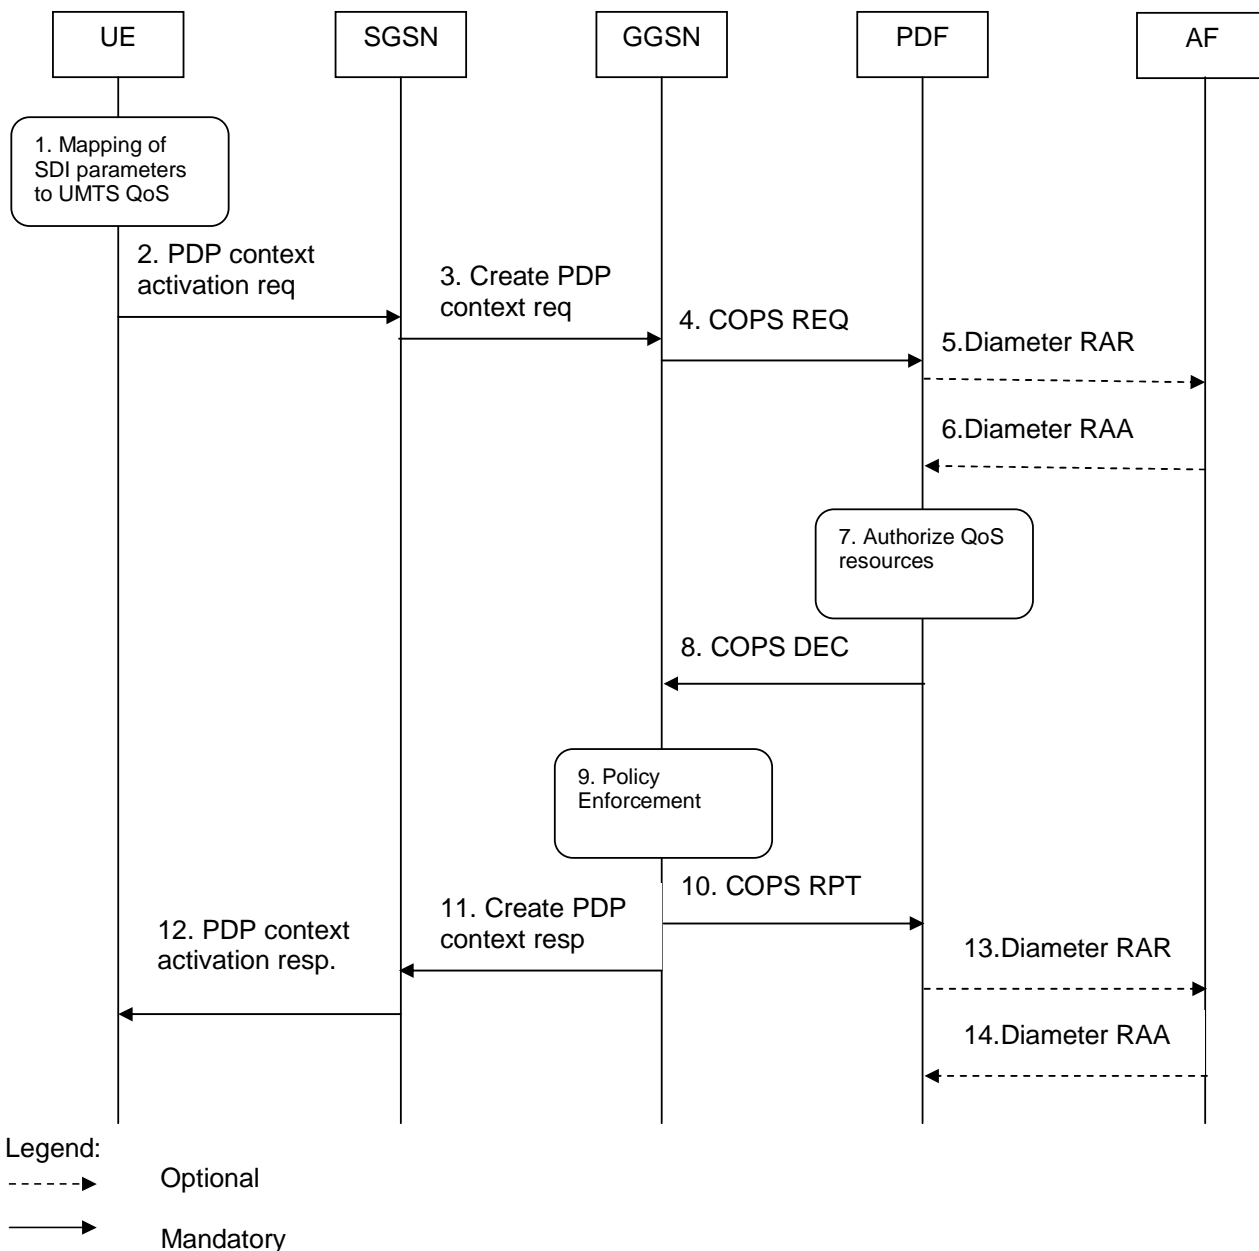 UE
SGSN
GGSN
PDF
AF
1. Mapping of
SDI parameters
to UMTS QoS
2. PDP context
activation req
3. Create PDP
context req
4. COPS REQ
5.Diameter RAR
6.Diameter RAA
7. Authorize QoS
resources
8. COPS DEC
9. Policy
Enforcement
10. COPS RPT
11. Create PDP
context resp
12. PDP context
activation resp.
13.Diameter RAR
14.Diameter RAA
Legend:
Optional
Mandatory